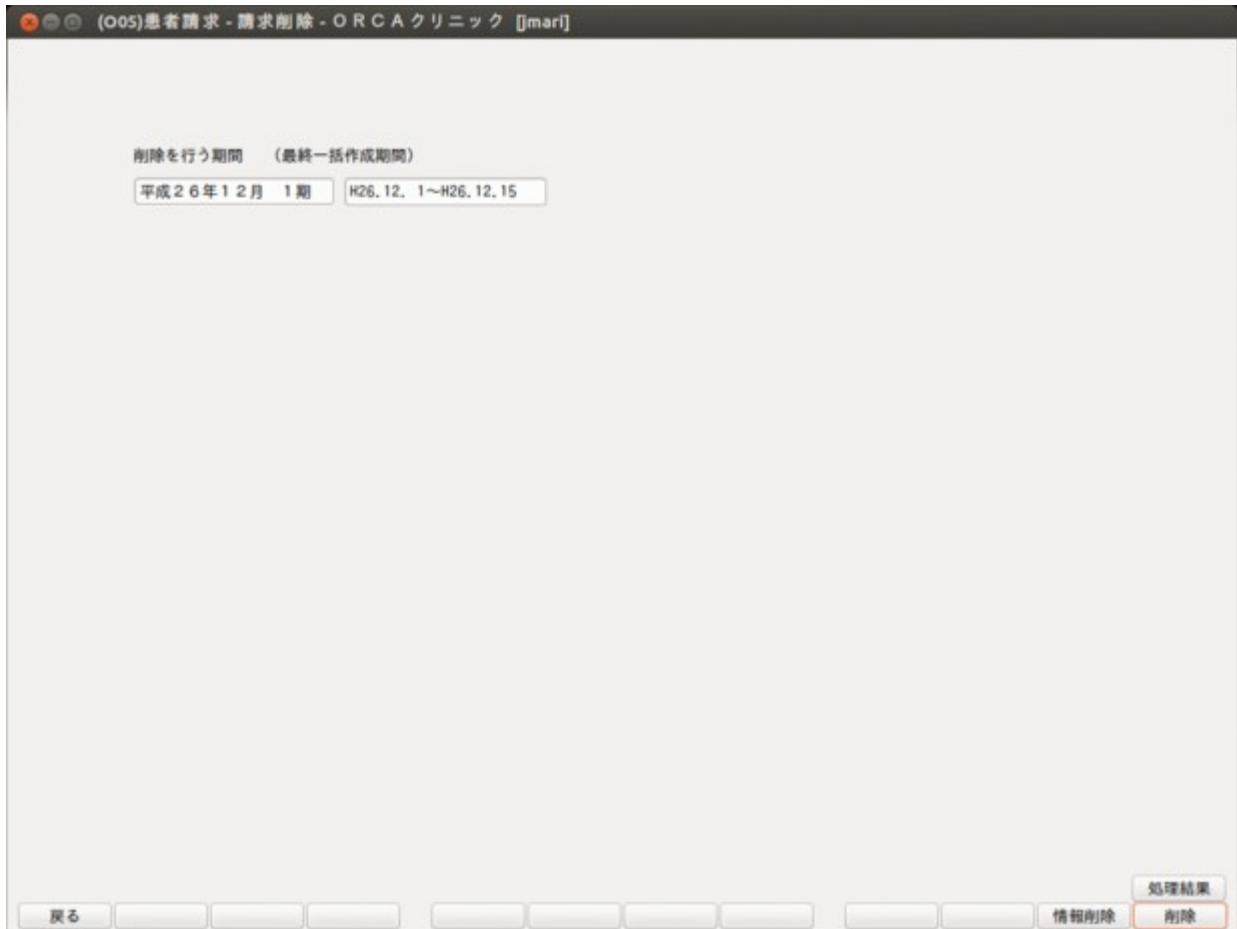 (O05)患者請求 - 請求削除 - ＯＲＣＡクリニック [jmari]
削除を行う期間　（最終一括作成期間）
平成２６年１２月　１期　H26.12. 1～H26.12.15
処理結果
戻る　情報削除　削除